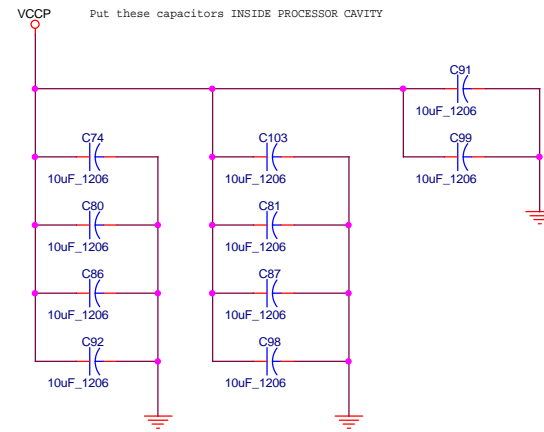 VCCP
Put these capacitors INSIDE PROCESSOR CAVITY
C91
10uF_1206
C74
10uF_1206
C103
10uF_1206
C99
10uF_1206
C80
10uF_1206
C81
10uF_1206
C86
10uF_1206
C87
10uF_1206
C92
10uF_1206
C98
10uF_1206